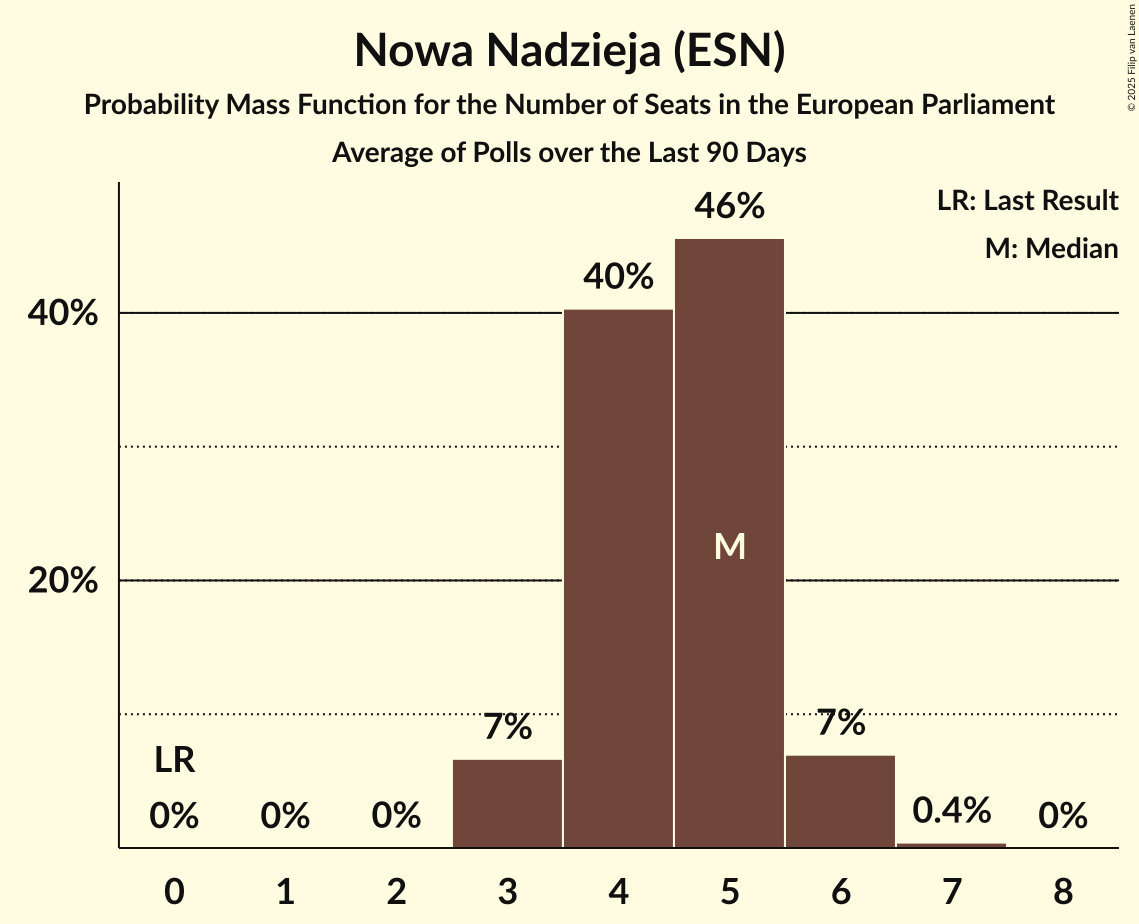 Nowa Nadzieja (ESN)
Probability Mass Function for the Number of Seats in the European Parliament
Average of Polls over the Last 90 Days
© 2025 Filip van Laenen
LR: Last Result
M: Median
46%
40%
40%
M
20%
7%
7%
LR
0%
0%
0%
0.4%
0%
0
1
2
3
4
5
6
7
8